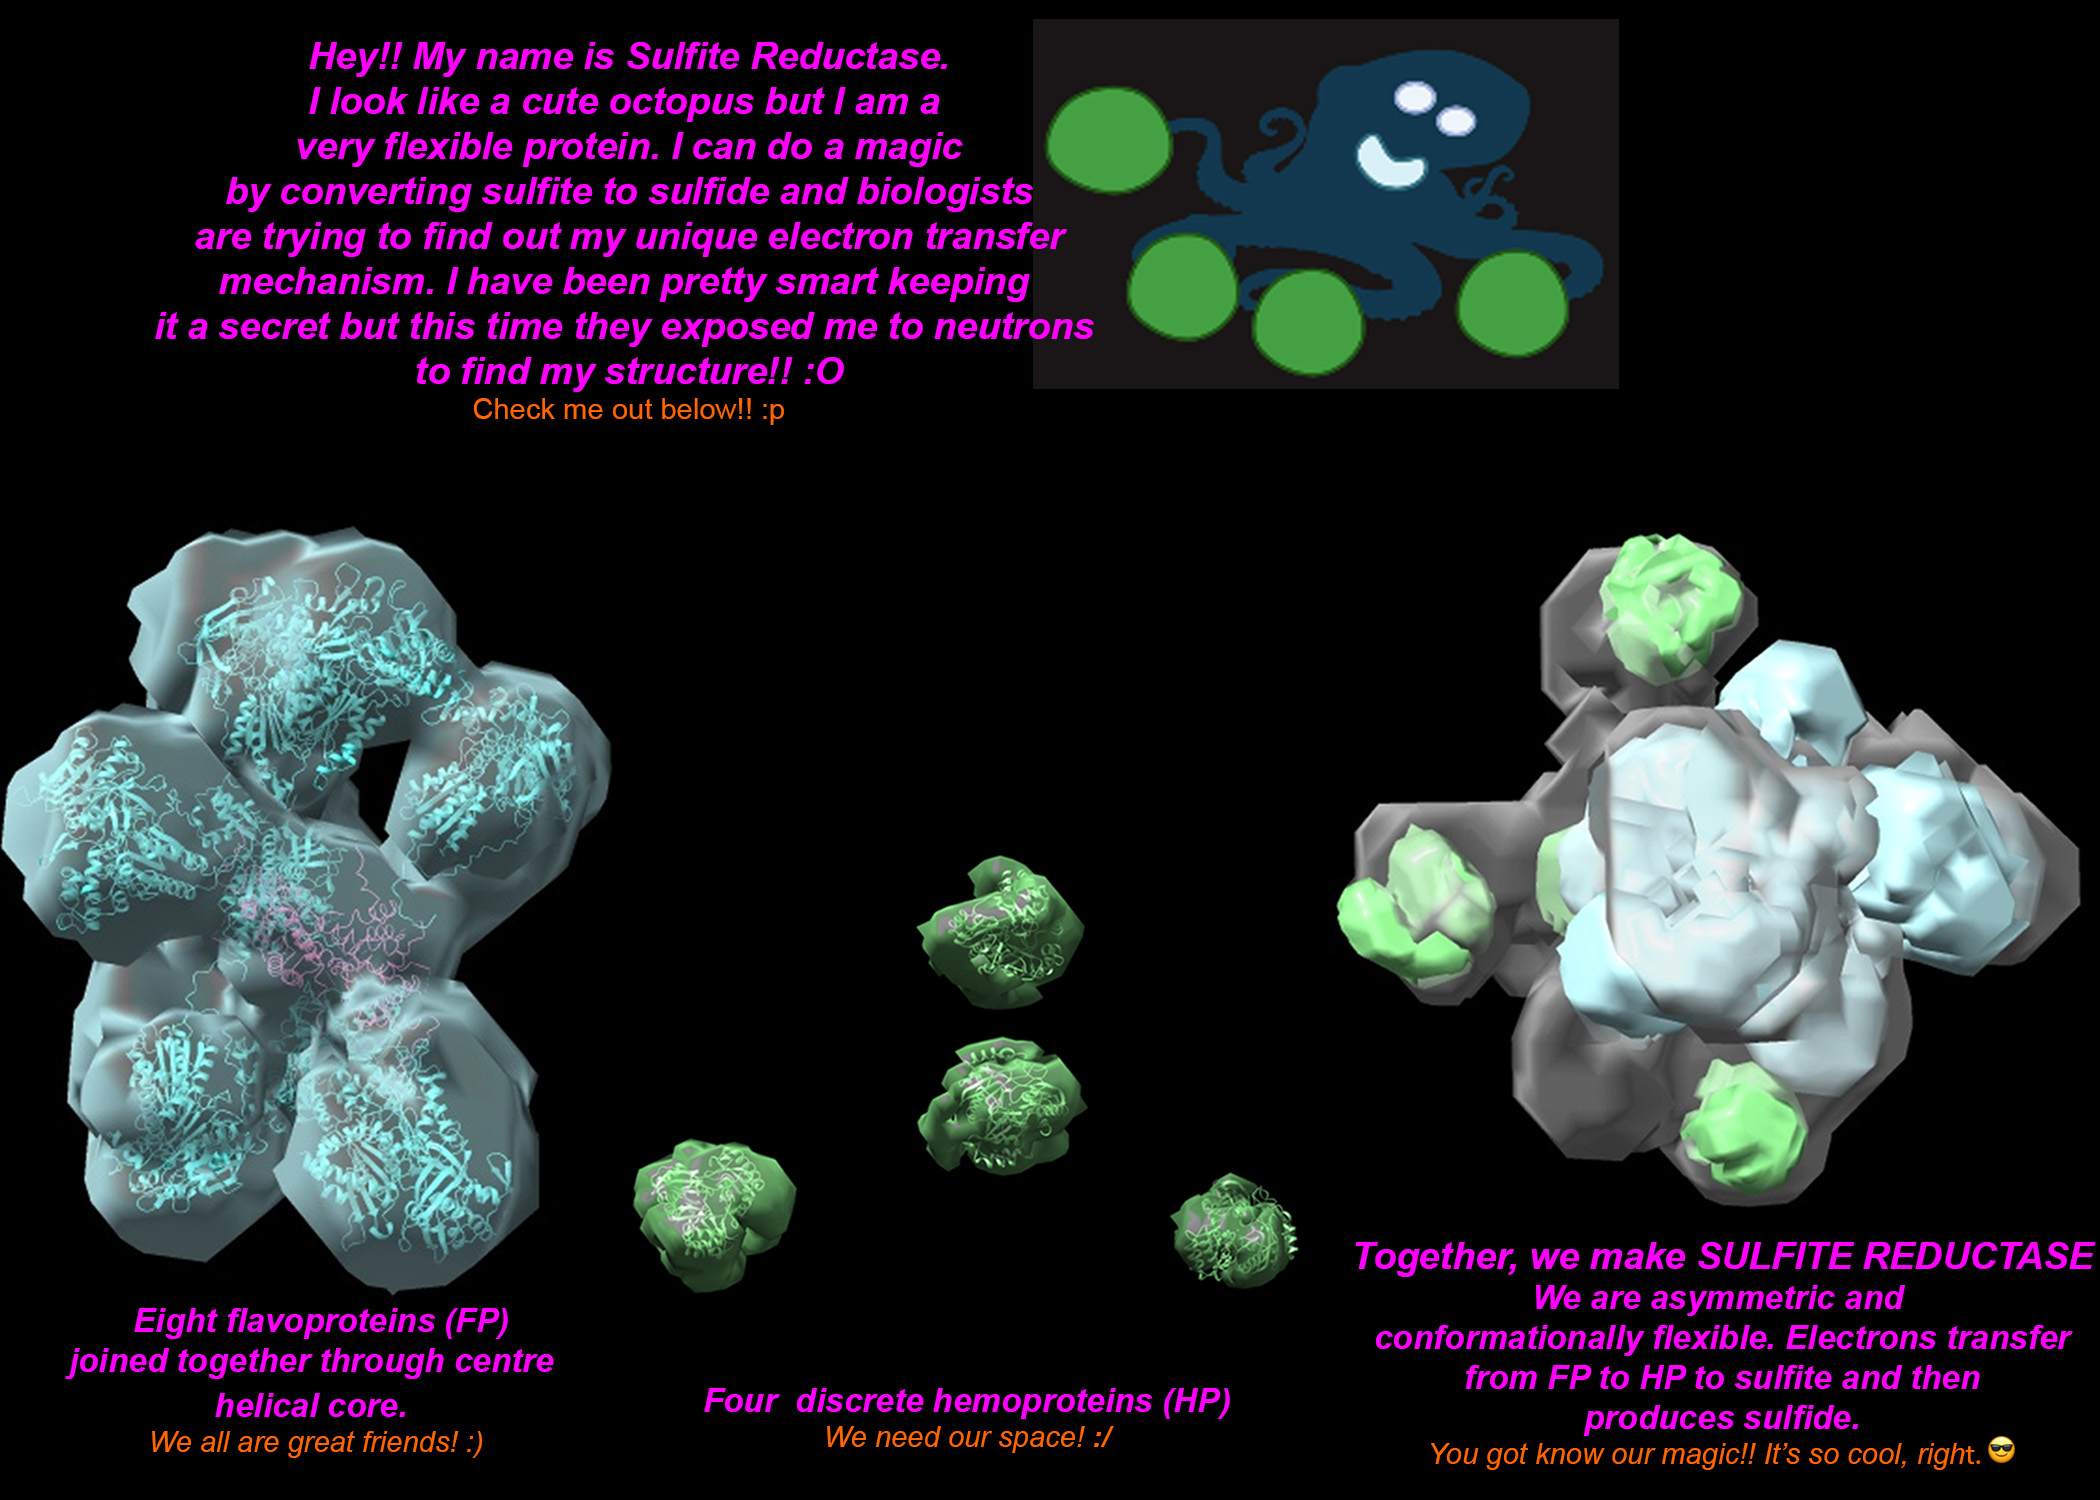 Hey!! My name is Sulfite Reductase.
I look like a cute octopus but I am a
very flexible protein. I can do a magic
by converting sulfite to sulfide and biologists
are trying to find out my unique electron transfer
mechanism. I have been pretty smart keeping
it a secret but this time they exposed me to neutrons
to find my structure!! :O
Check me out below!! :p
Eight flavoproteins (FP)
joined together through centre
helical core.
We all are great friends! :)
Four  discrete hemoproteins (HP)
We need our space! :/
Together, we make SULFITE REDUCTASE
We are asymmetric and
conformationally flexible. Electrons transfer
from FP to HP to sulfite and then
produces sulfide.
You got know our magic!! It’s so cool, right.😎